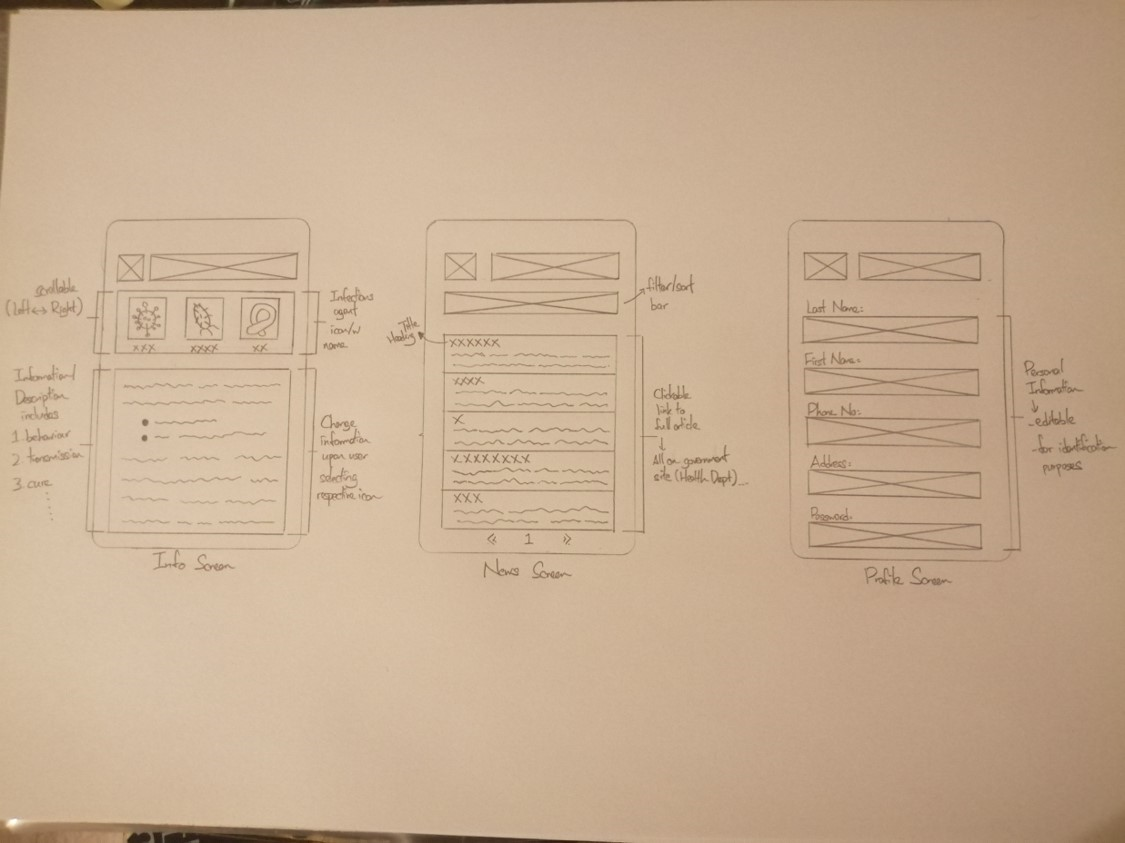 scrollable
(Left ↔ Right)
Information/
Description
includes
1. behaviour
2. transmission
3. cure
XXX
XXXX
XX
Infectious
agent
icon/w
name
Change
Information
upon user
selecting
respective icon
Info Screen
Title
Heading
filter/sort
bar
XXXXXX
XXXX
X
XXXXXXXX
XXX
« 1 »
Clickable
link to
full article
↓
All on government
site (Health Dept)...
News Screen
Last Name:
First Name:
Phone No:
Address:
Password:
Personal
Information
↓
- editable
- for identification
purposes
Profile Screen